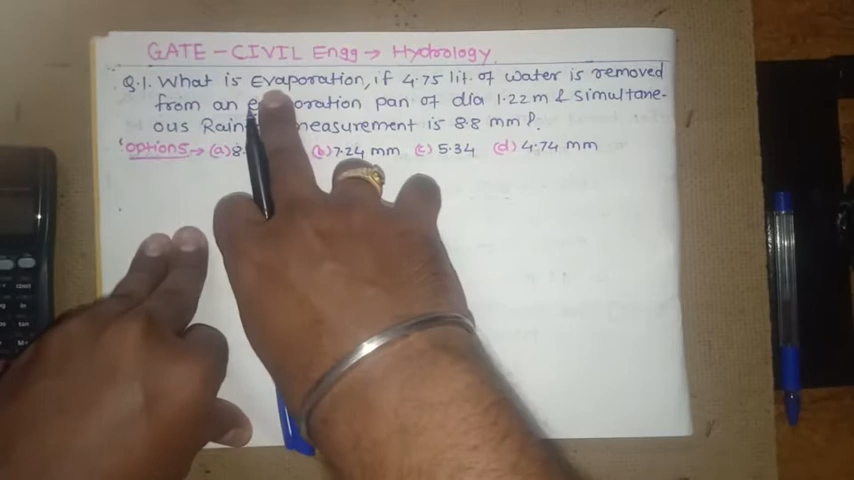 GATE - CIVIL Engg → Hydrology
Q.1. What is Evaporation, if 4.75 lit. of water is removed
from an oration pan of dia 1.22 m & Simultane-
ous Rain measurement is 8.8 mm ?.
Options → (a) 8. (b) 7.24 mm (c) 5.34 (d) 4.74 mm